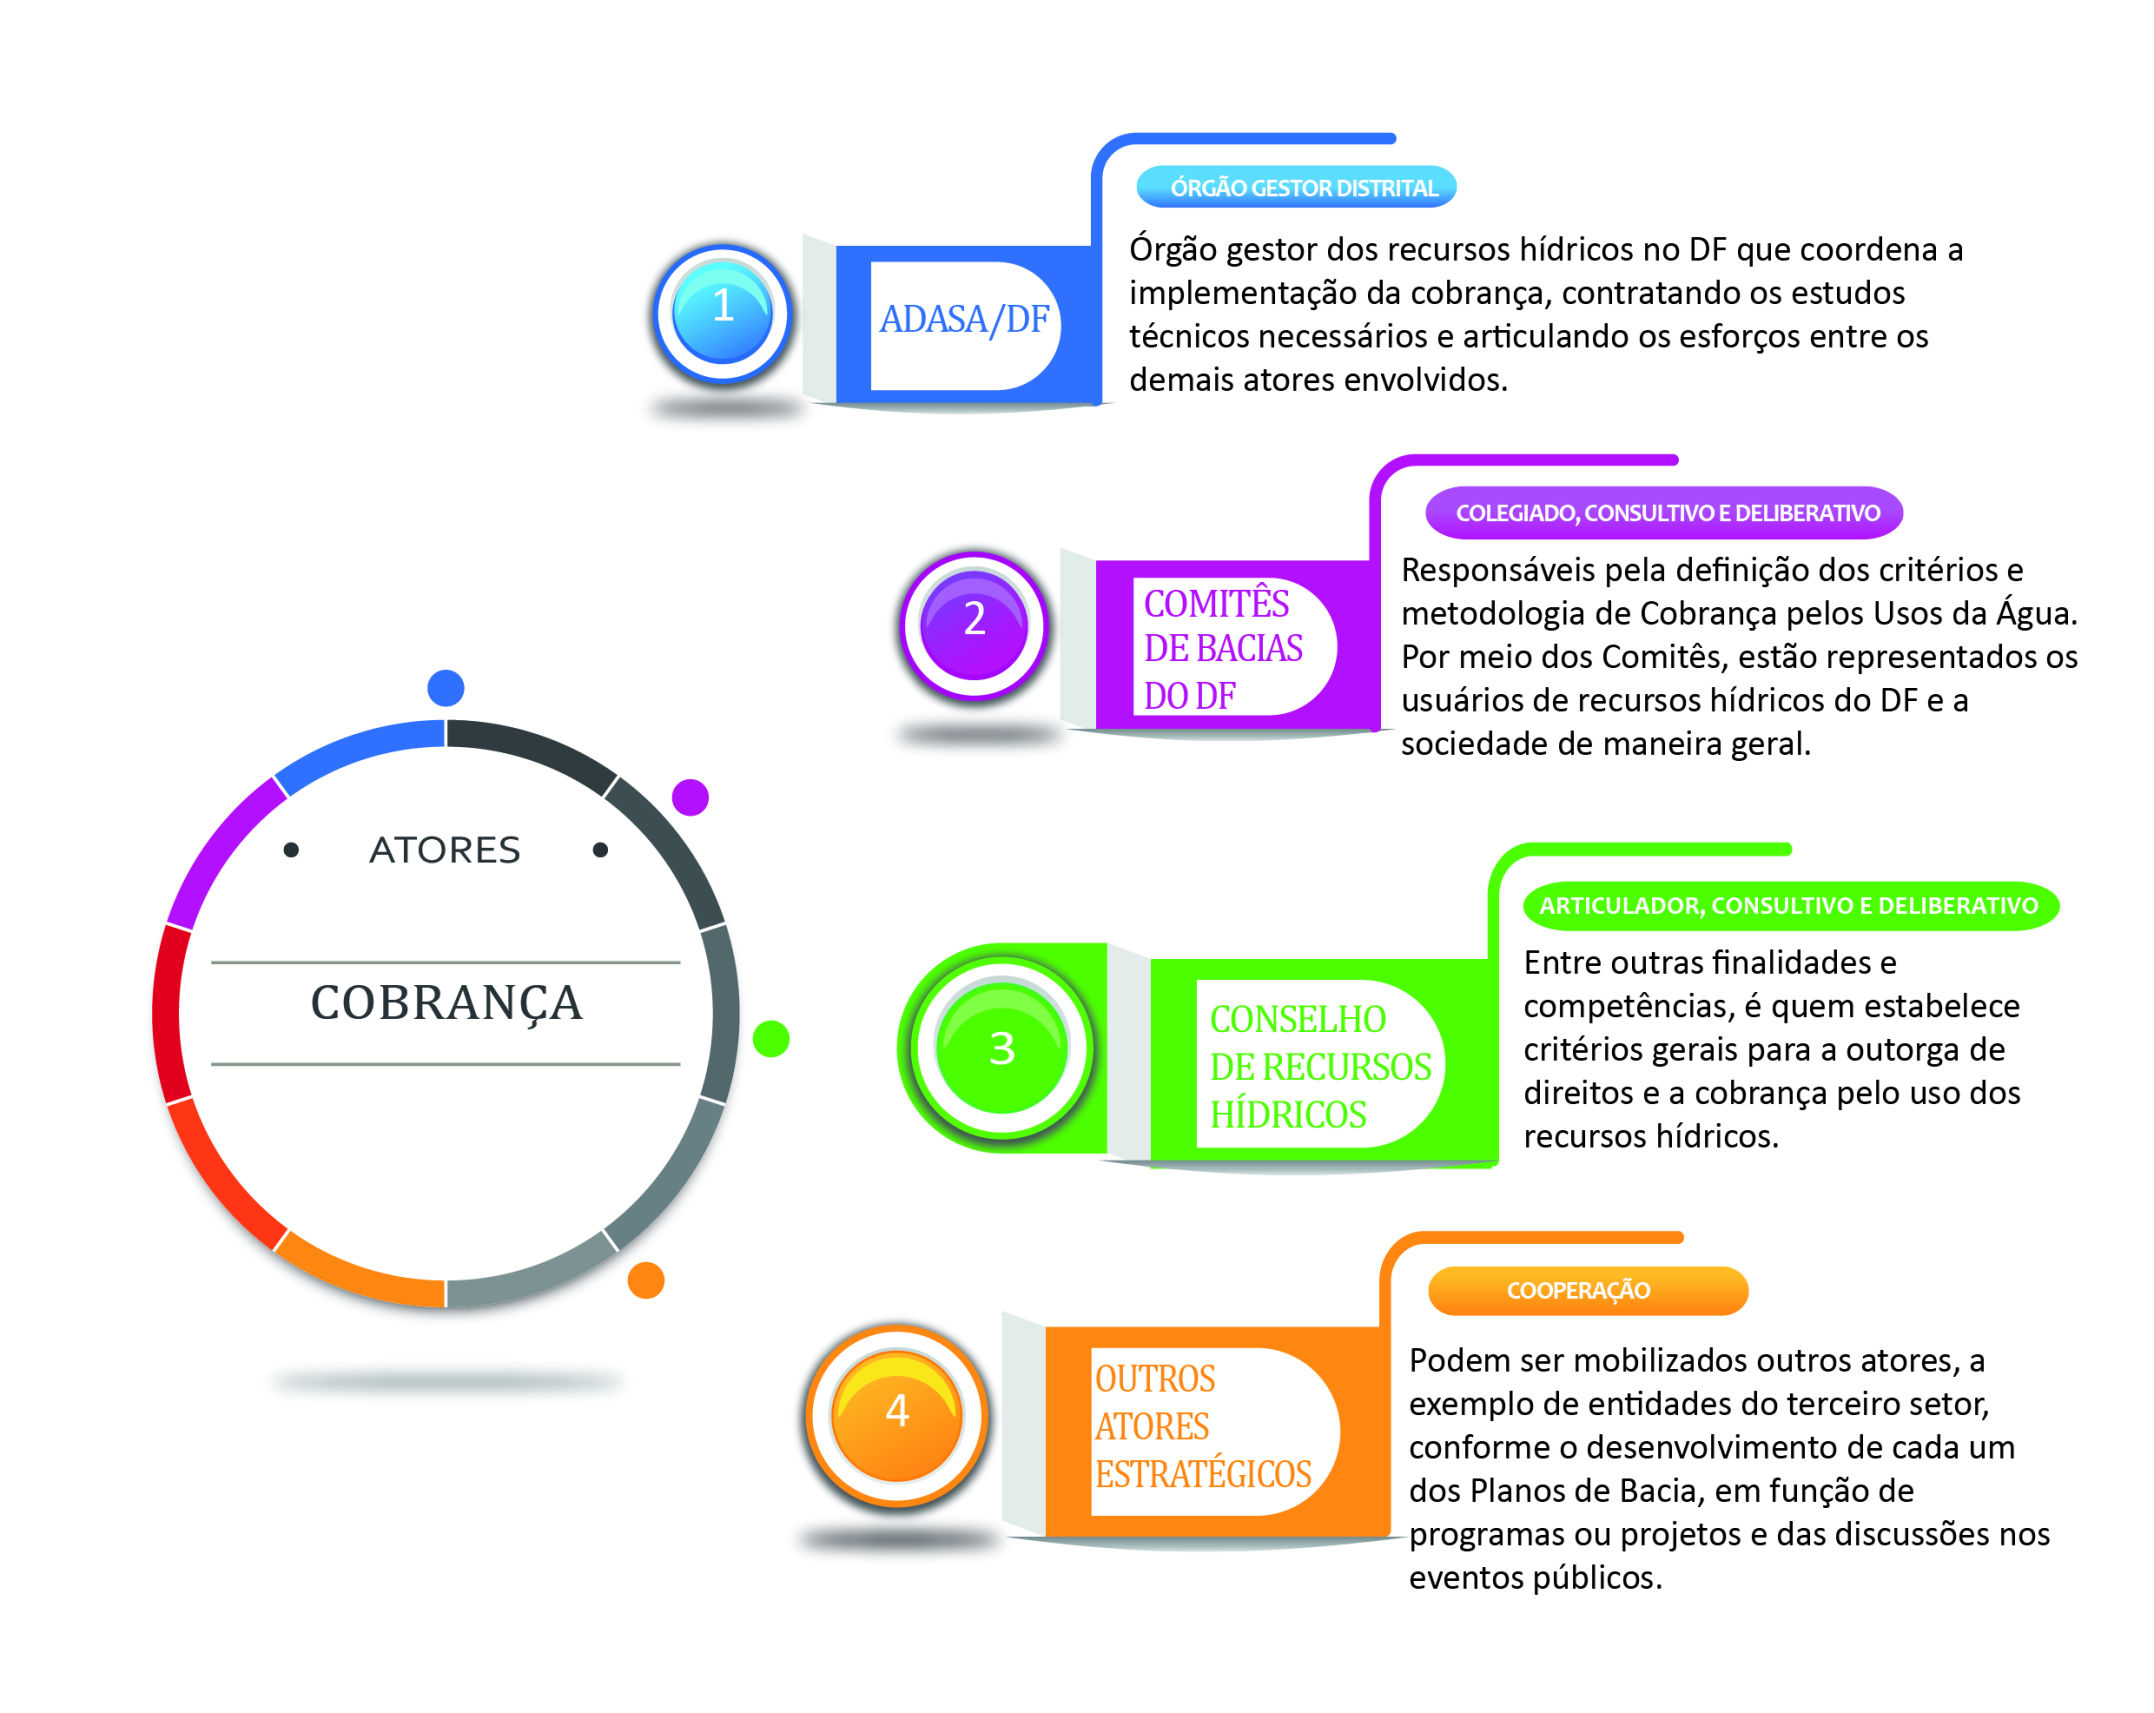 ATORES
COBRANÇA
1
ADASA/DF
ÓRGÃO GESTOR DISTRITAL
Órgão gestor dos recursos hídricos no DF que coordena a
implementação da cobrança, contratando os estudos
técnicos necessários e articulando os esforços entre os
demais atores envolvidos.
2
COMITÊS
DE BACIAS
DO DF
COLEGIADO, CONSULTIVO E DELIBERATIVO
Responsáveis pela definição dos critérios e
metodologia de Cobrança pelos Usos da Água.
Por meio dos Comitês, estão representados os
usuários de recursos hídricos do DF e a
sociedade de maneira geral.
3
CONSELHO
DE RECURSOS
HÍDRICOS
ARTICULADOR, CONSULTIVO E DELIBERATIVO
Entre outras finalidades e
competências, é quem estabelece
critérios gerais para a outorga de
direitos e a cobrança pelo uso dos
recursos hídricos.
4
OUTROS
ATORES
ESTRATÉGICOS
COOPERAÇÃO
Podem ser mobilizados outros atores, a
exemplo de entidades do terceiro setor,
conforme o desenvolvimento de cada um
dos Planos de Bacia, em função de
programas ou projetos e das discussões nos
eventos públicos.